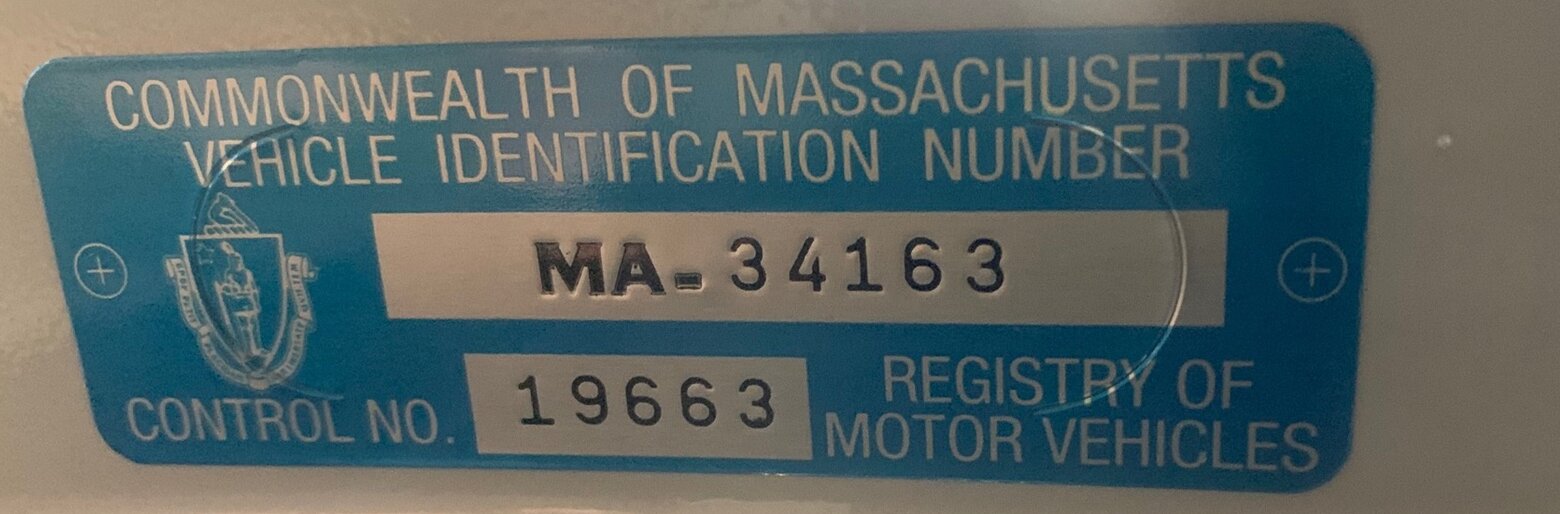 COMMONWEALTH OF MASSACHUSETTS
VEHICLE IDENTIFICATION NUMBER
MA-34163
CONTROL NO. 19663
REGISTRY OF
MOTOR VEHICLES